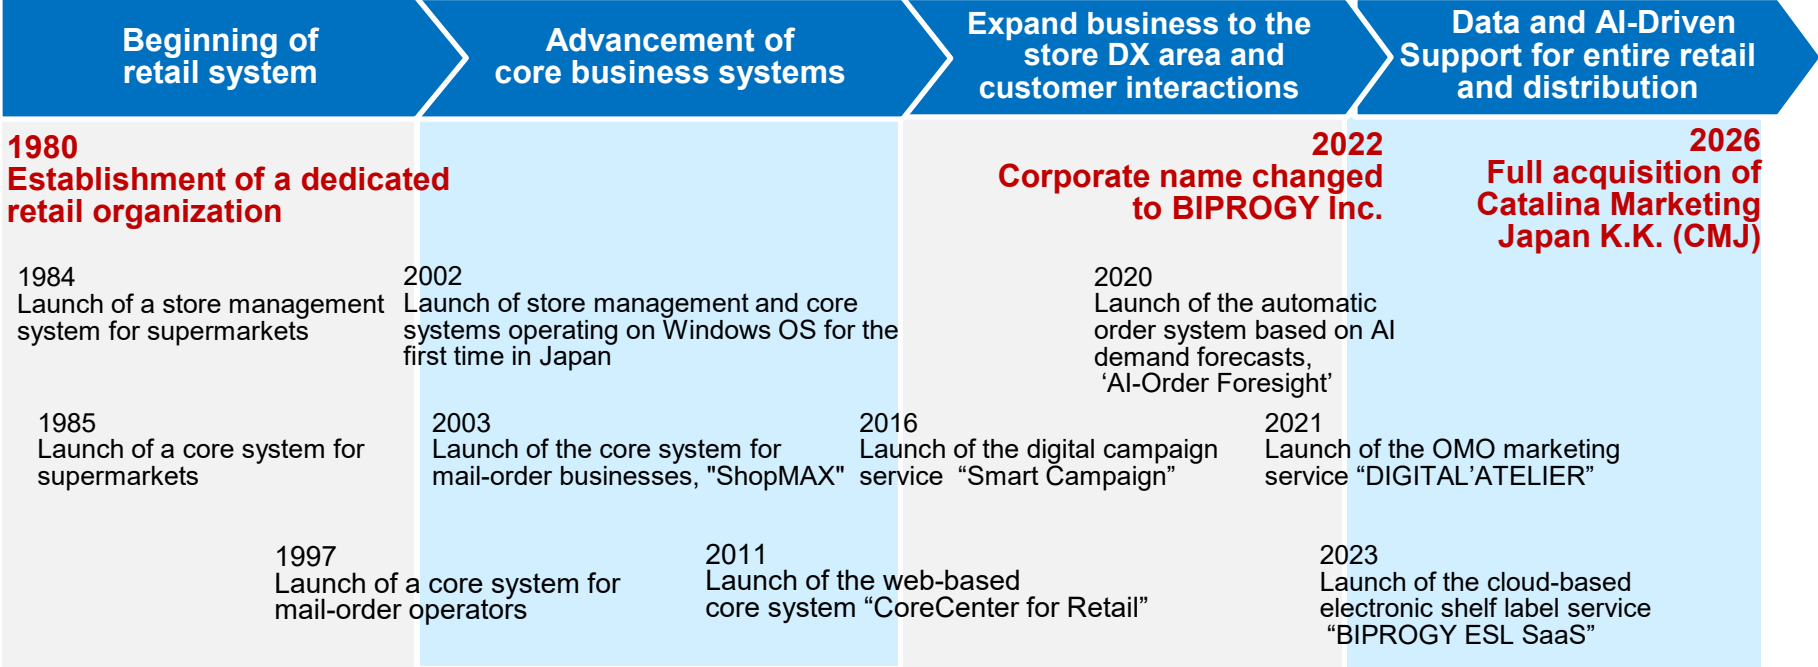 Beginning of
retail system
Advancement of
core business systems
Expand business to the
store DX area and
customer interactions
Data and AI-Driven
Support for entire retail
and distribution
1980
Establishment of a dedicated
retail organization
2022
Corporate name changed
to BIPROGY Inc.
2026
Full acquisition of
Catalina Marketing
Japan K.K. (CMJ)
1984
Launch of a store management
system for supermarkets
2002
Launch of store management and core
systems operating on Windows OS for the
first time in Japan
2020
Launch of the automatic
order system based on AI
demand forecasts,
‘AI-Order Foresight’
1985
Launch of a core system for
supermarkets
2003
Launch of the core system for
mail-order businesses, "ShopMAX"
2016
Launch of the digital campaign
service “Smart Campaign”
2021
Launch of the OMO marketing
service “DIGITAL’ATELIER”
1997
Launch of a core system for
mail-order operators
2011
Launch of the web-based
core system “CoreCenter for Retail”
2023
Launch of the cloud-based
electronic shelf label service
“BIPROGY ESL SaaS”